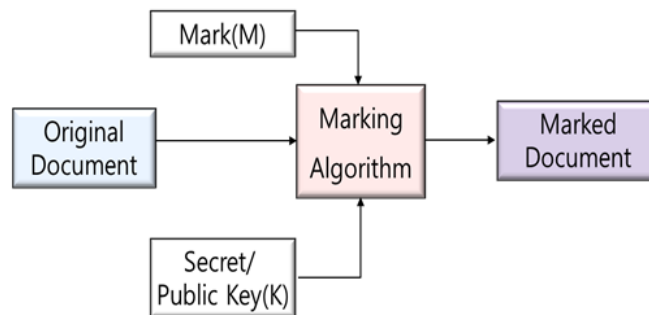 Mark(M)
Original
Document
Marking
Algorithm
Marked
Document
Secret/
Public Key(K)